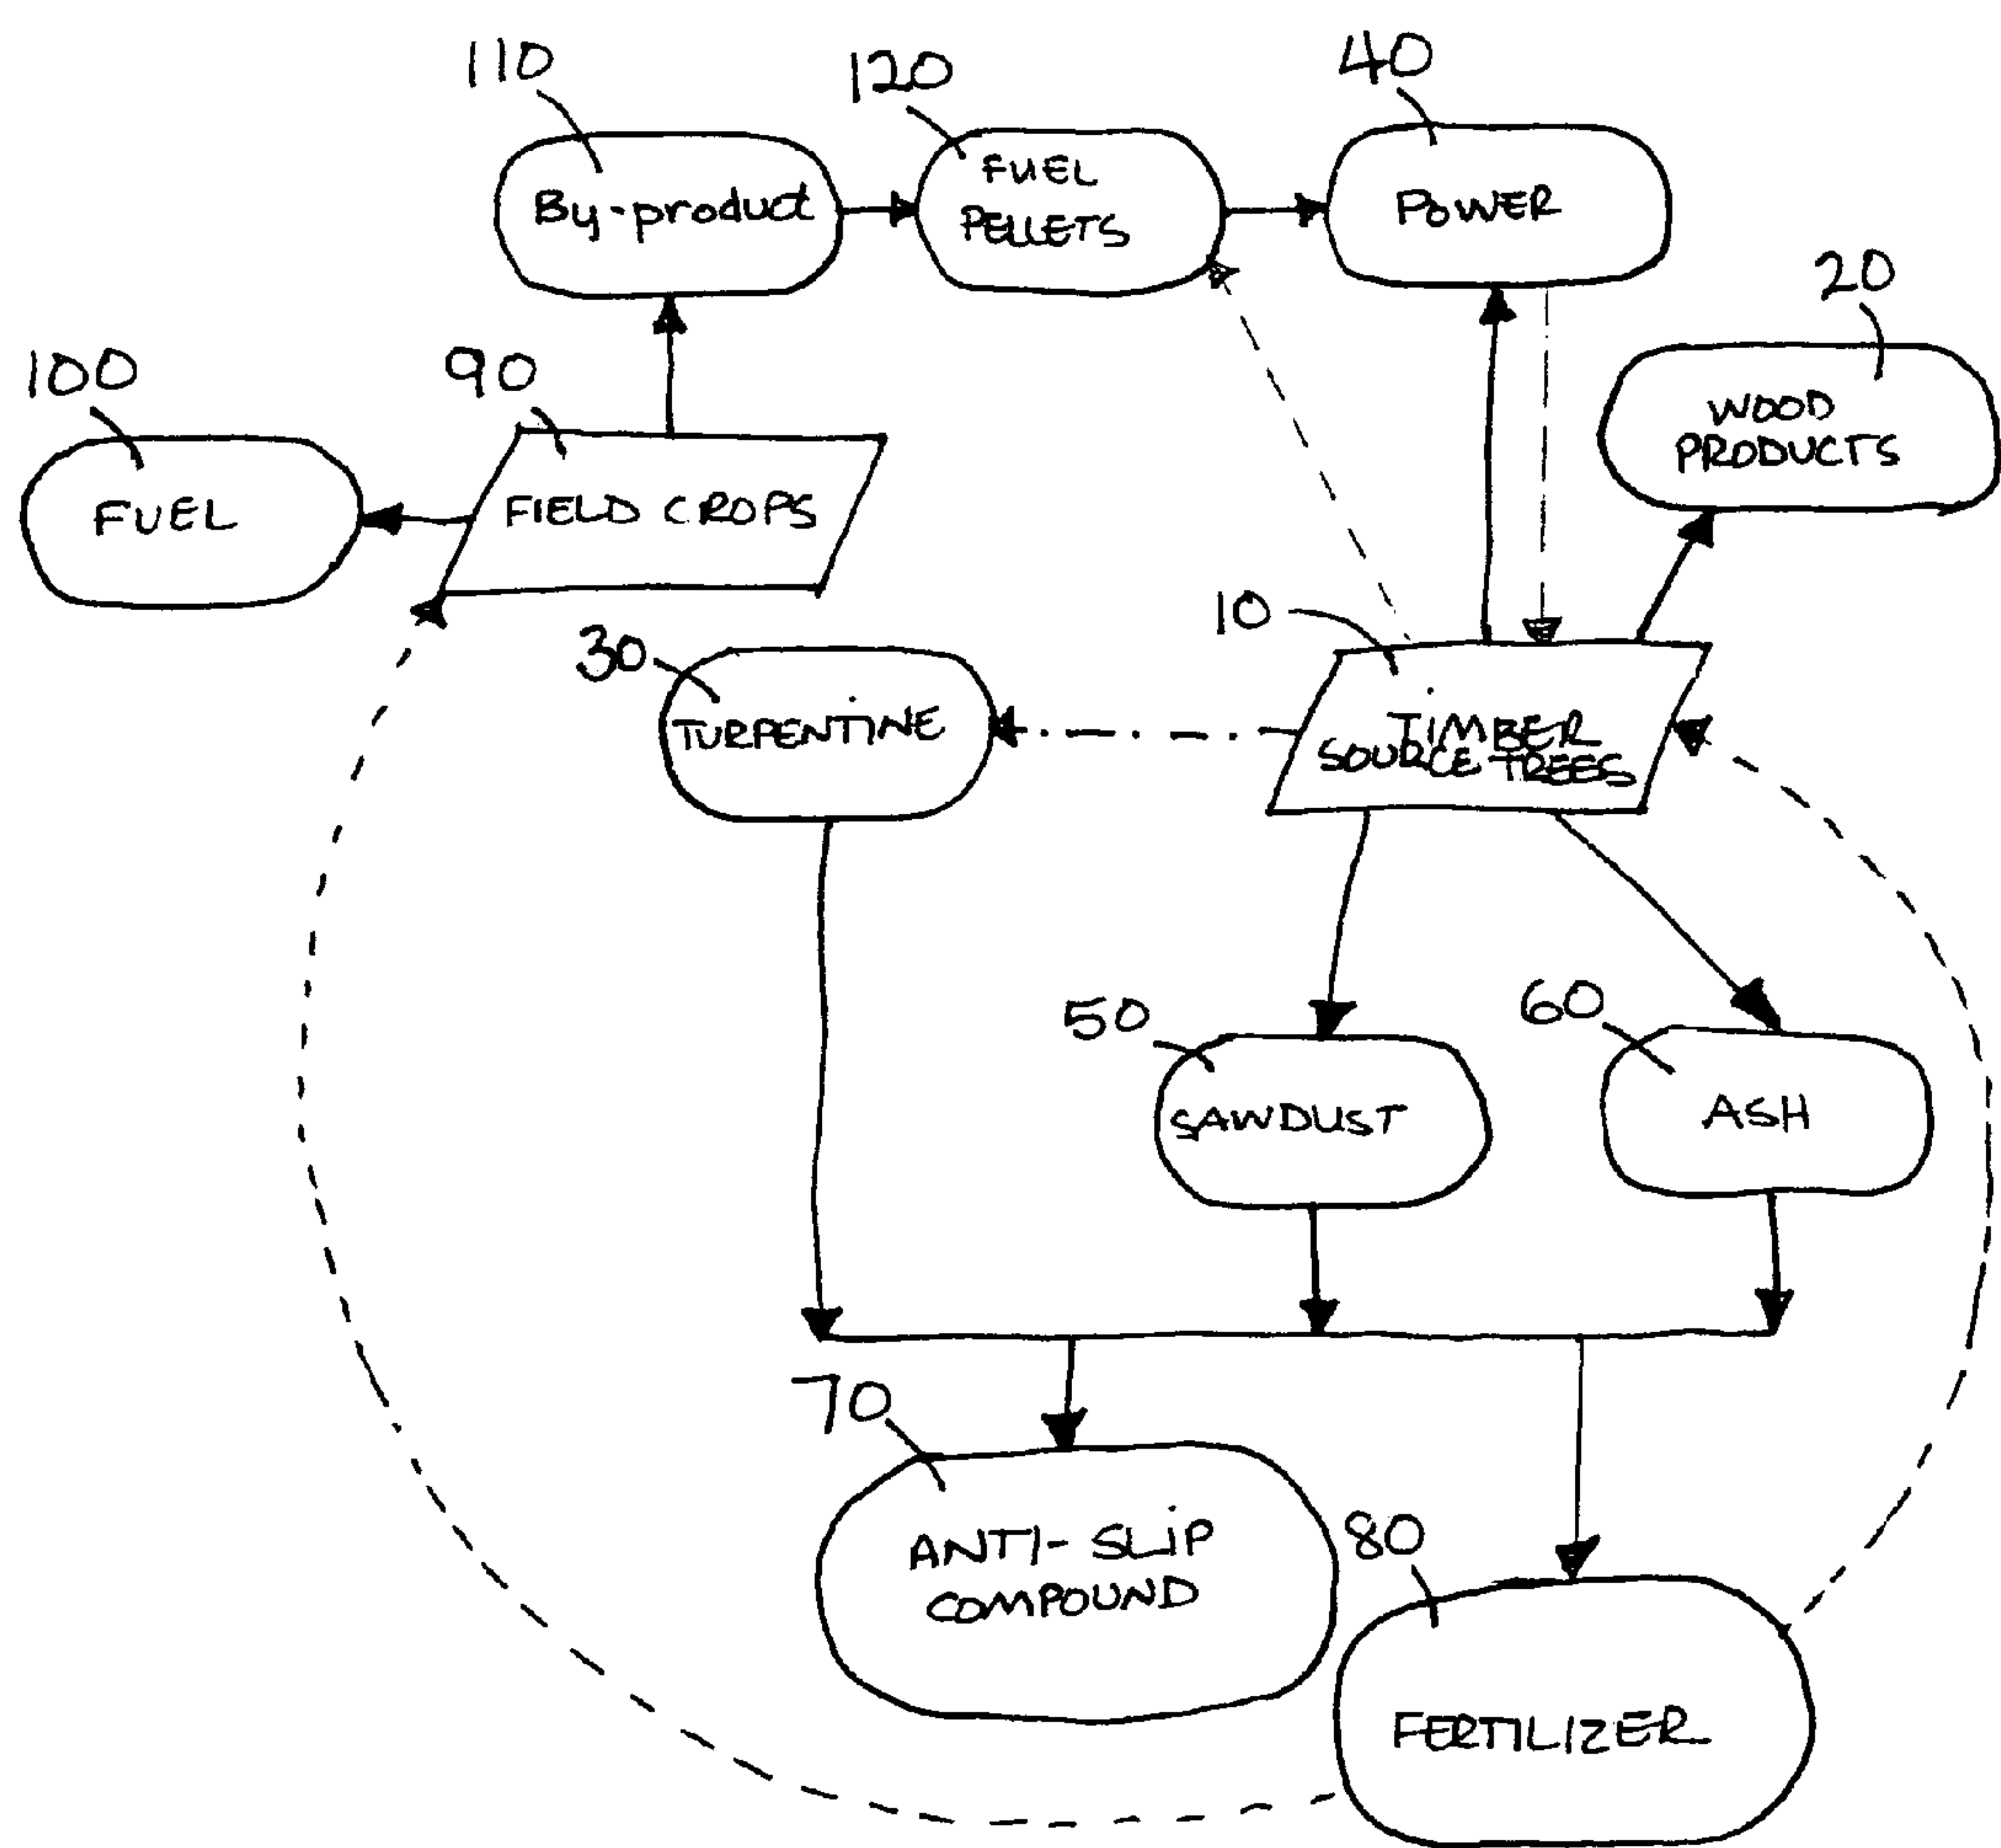 110
120
40
By-product
FUEL
PELLETS
POWER
20
100
90
WOOD
PRODUCTS
FUEL
FIELD CROPS
10
30
TURPENTINE
TIMBER
SOURCE TREES
50
60
SAWDUST
ASH
70
ANTI-SLIP
COMPOUND
80
FERTILIZER